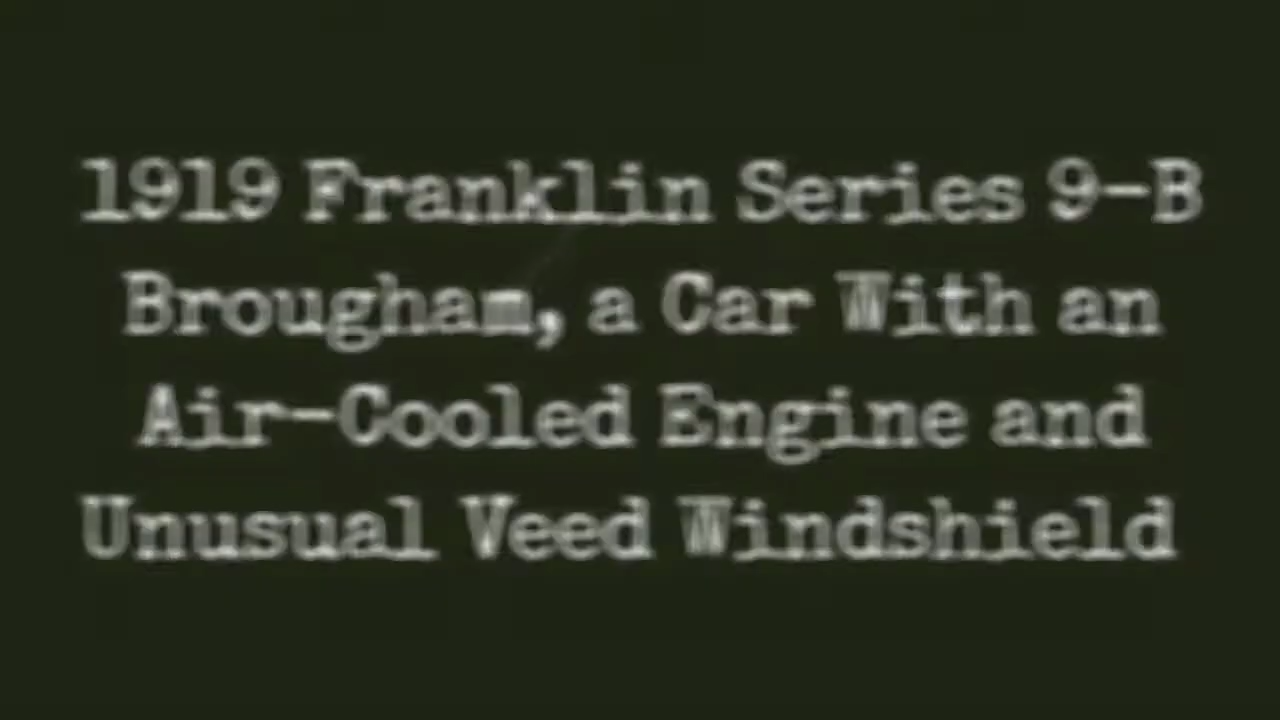 1919 Franklin Series 9-B
Brougham, a Car With an
Air-Cooled Engine and
Unusual Veed Windshield